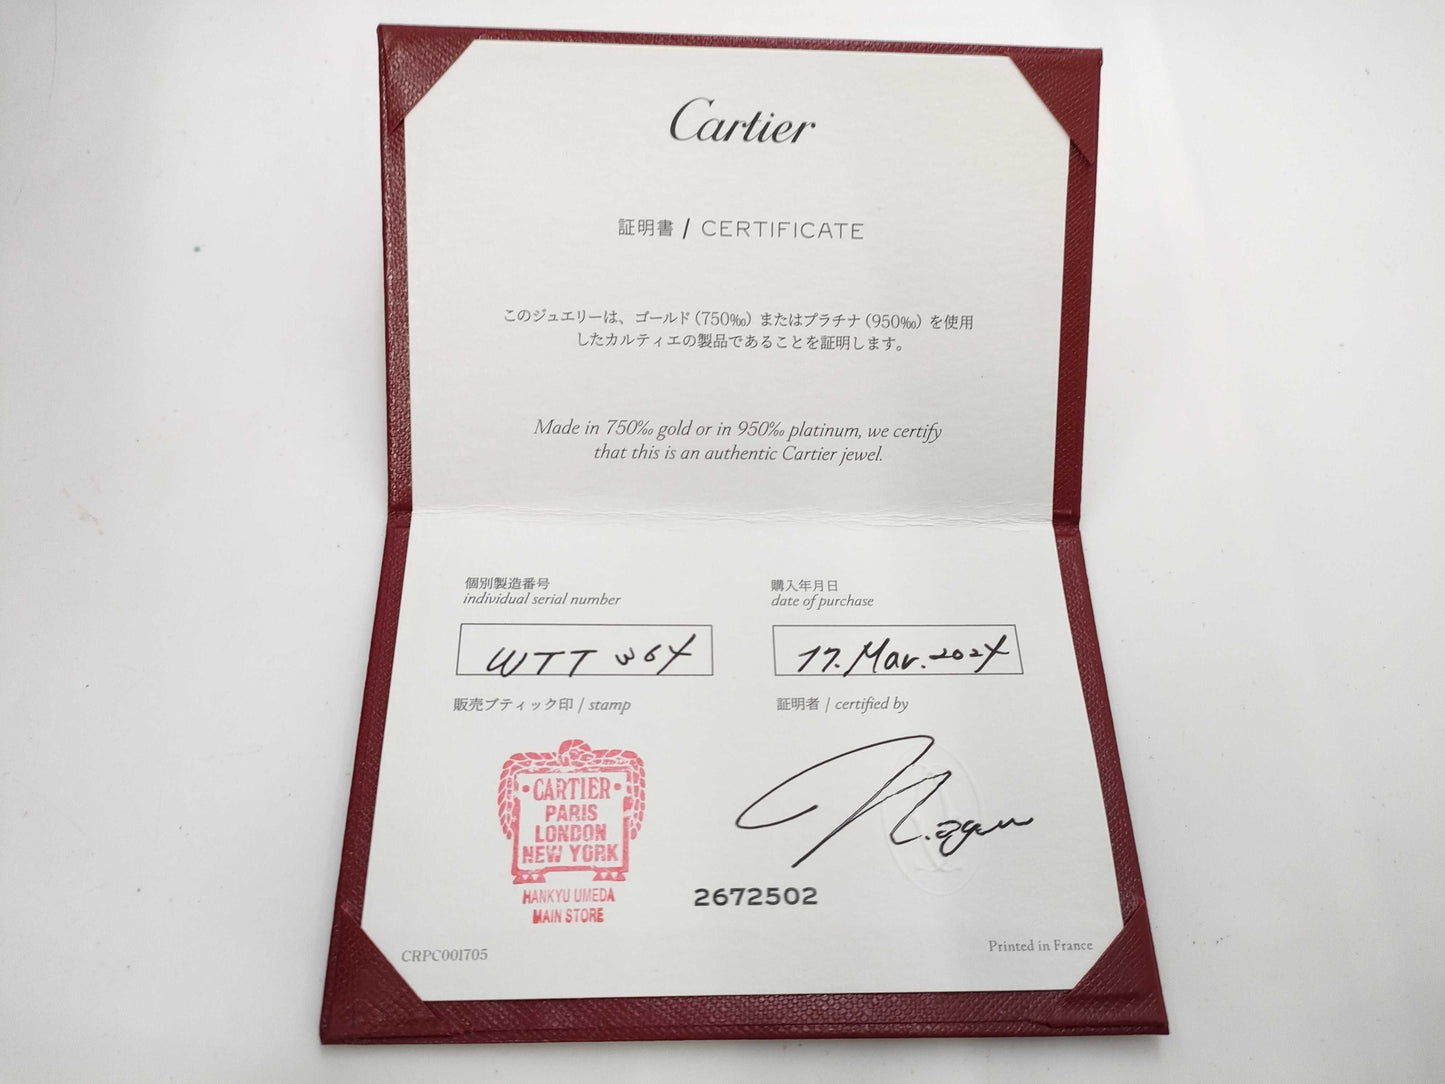 Cartier
証明書 / CERTIFICATE
このジュエリーは、ゴールド（750‰）またはプラチナ（950‰）を使用
したカルティエの製品であることを証明します。
Made in 750‰ gold or in 950‰ platinum, we certify
that this is an authentic Cartier jewel.
個別製造番号
individual serial number
WTT 364
購入年月日
date of purchase
17. Mar. 2024
販売ブティック印 / stamp
CARTIER
PARIS
LONDON
NEW YORK
HANKYU UMEDA
MAIN STORE
証明者 / certified by
2672502
CRPC001705
Printed in France